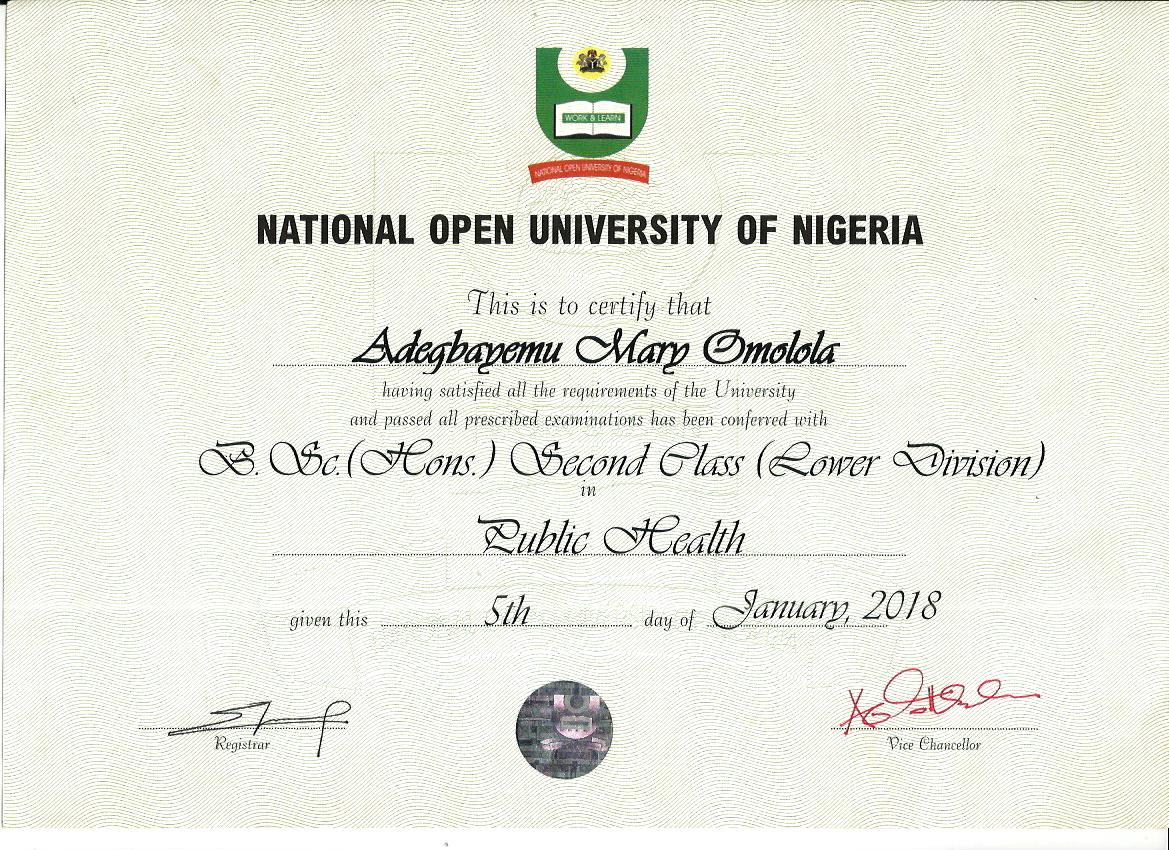 WORK & LEARN
NATIONAL OPEN UNIVERSITY OF NIGERIA
NATIONAL OPEN UNIVERSITY OF NIGERIA
This is to certify that
Adegbayemu Mary Omolola
having satisfied all the requirements of the University
and passed all prescribed examinations has been conferred with
B.Sc.(Hons.) Second Class (Lower Division)
in
Public Health
given this 5th day of January, 2018
Registrar
Vice Chancellor